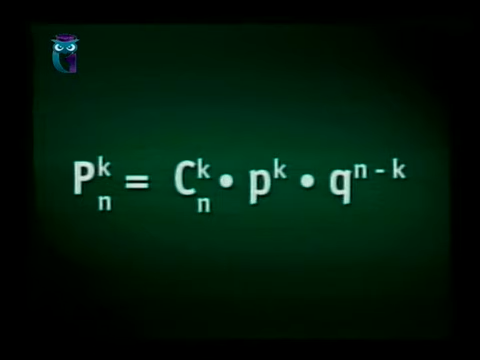 Pₙᵏ = Cₙᵏ • pᵏ • qⁿ⁻ᵏ